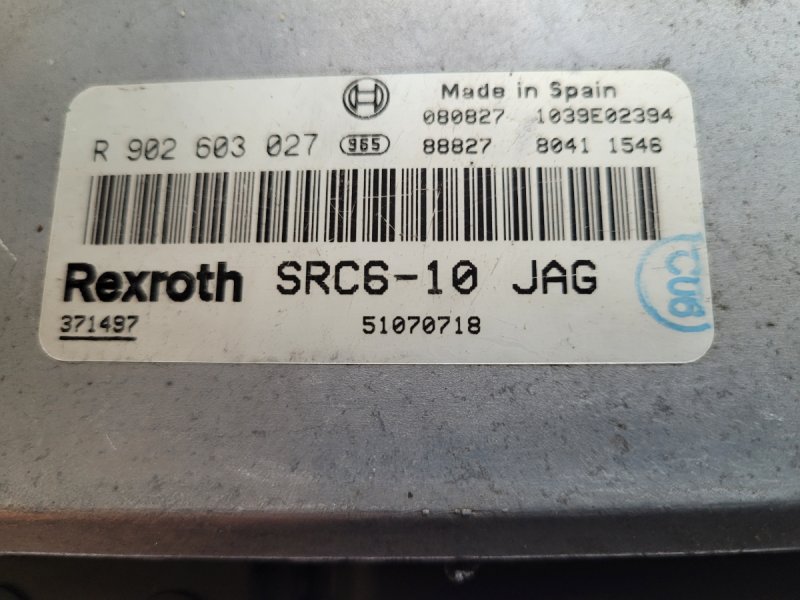 Made in Spain
080827 1039E02394
R 902 603 027 965 88827 8041 1546
Rexroth SRC6-10 JAG
371497 51070718
CU6